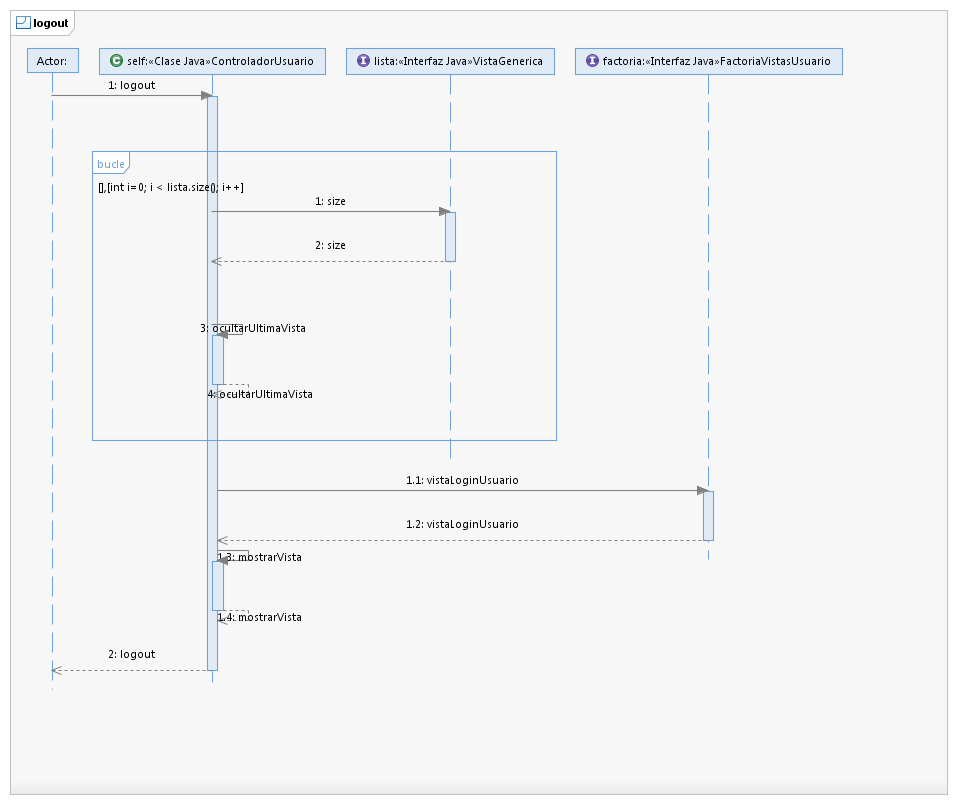 logout
Actor:
C self:«Clase Java»ControladorUsuario
I lista:«Interfaz Java»VistaGenerica
I factoria:«Interfaz Java»FactoriaVistasUsuario
1: logout
bucle
[],[int i=0; i < lista.size(); i++]
1: size
2: size
3: ocultarUltimaVista
4: ocultarUltimaVista
1.1: vistaLoginUsuario
1.2: vistaLoginUsuario
1.3: mostrarVista
1.4: mostrarVista
2: logout